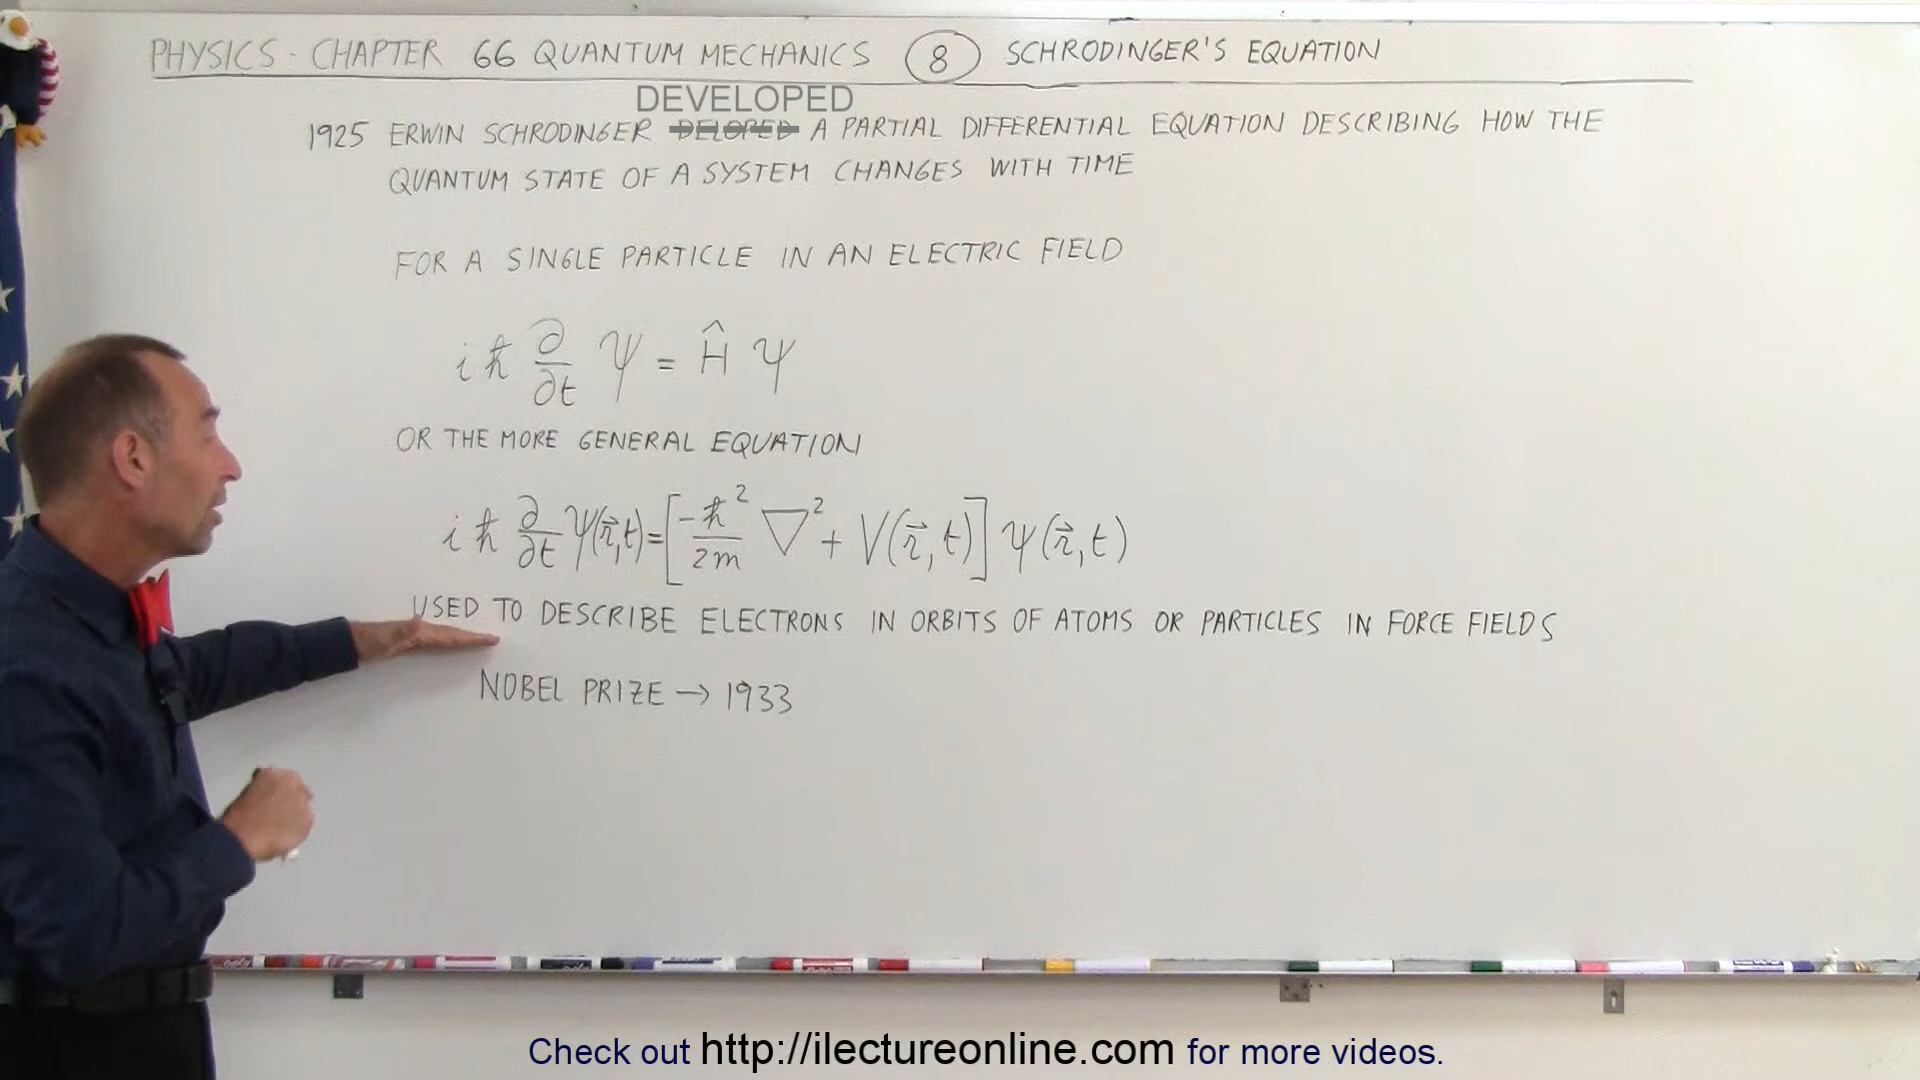 PHYSICS - CHAPTER 66 QUANTUM MECHANICS 8 SCHRODINGER'S EQUATION
DEVELOPED
1925 ERWIN SCHRODINGER DELOPED A PARTIAL DIFFERENTIAL EQUATION DESCRIBING HOW THE
QUANTUM STATE OF A SYSTEM CHANGES WITH TIME
FOR A SINGLE PARTICLE IN AN ELECTRIC FIELD
iħ ∂/∂t Ψ = Ĥ Ψ
OR THE MORE GENERAL EQUATION
iħ ∂/∂t Ψ(r⃗,t) = [-ħ²/2m ∇² + V(r⃗,t)] Ψ(r⃗,t)
USED TO DESCRIBE ELECTRONS IN ORBITS OF ATOMS OR PARTICLES IN FORCE FIELDS
NOBEL PRIZE → 1933
Check out http://ilectureonline.com for more videos.